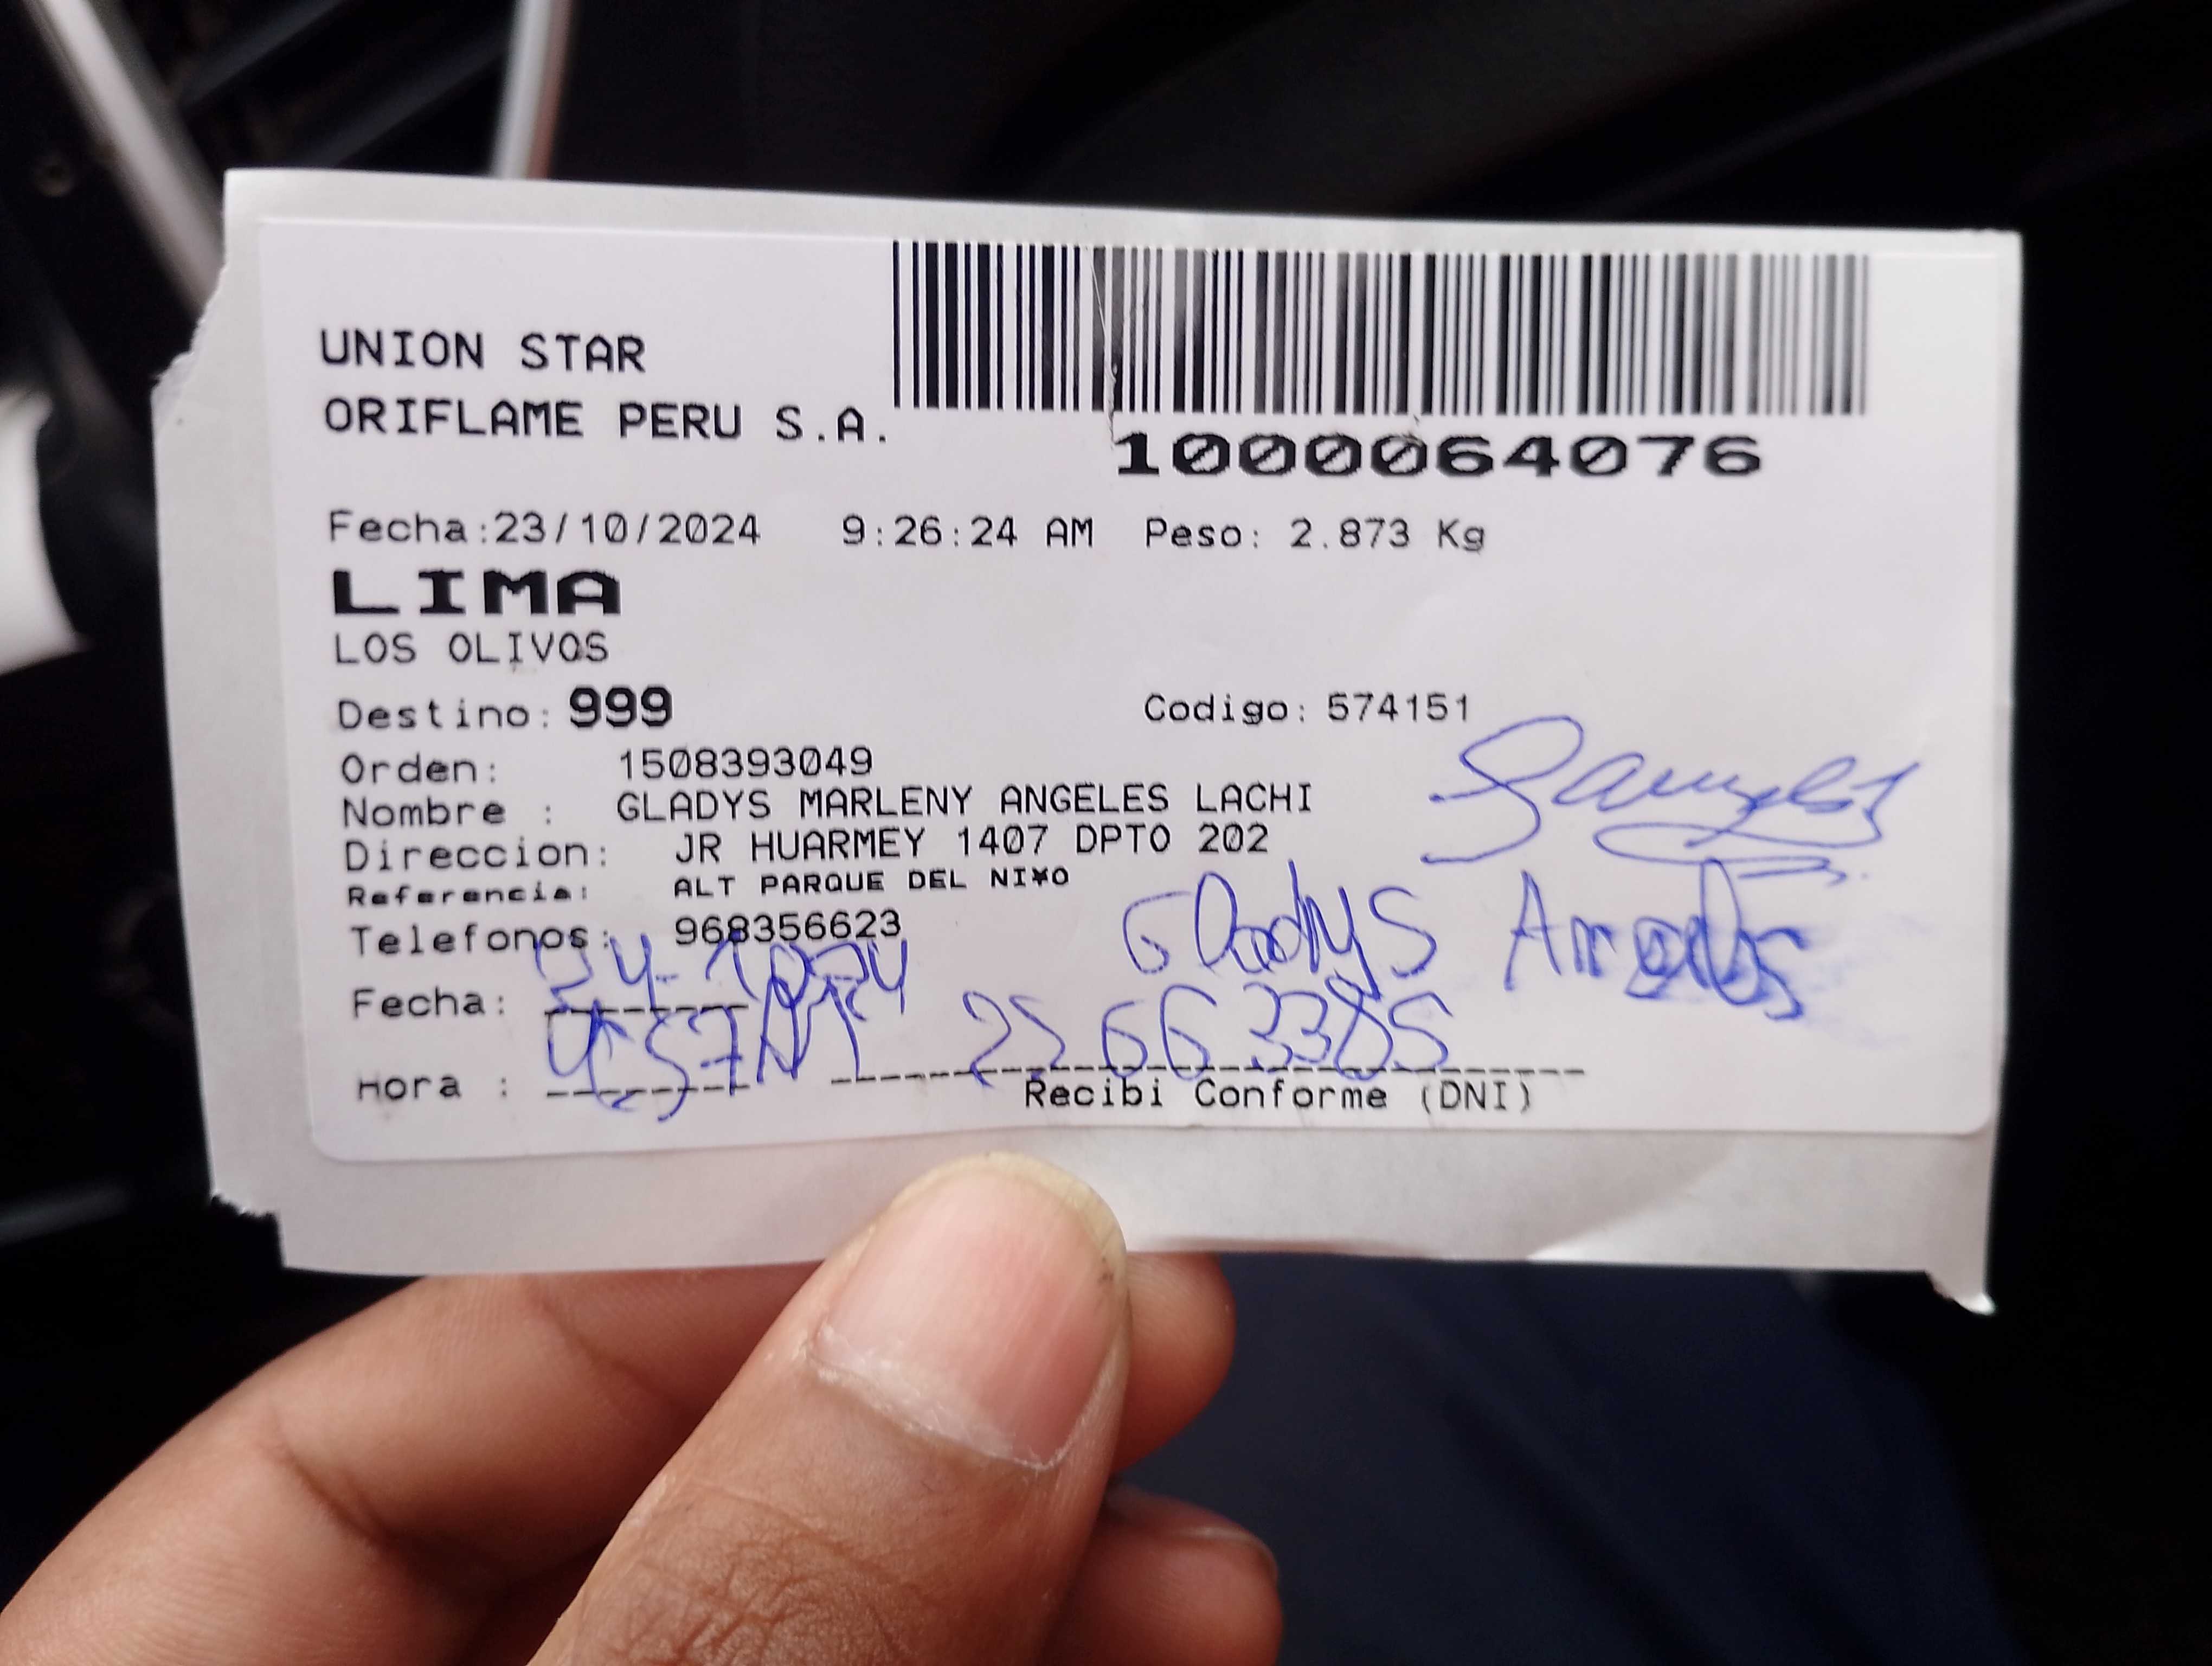 UNION STAR
ORIFLAME PERU S.A.
1000064076
Fecha:23/10/2024 9:26:24 AM Peso: 2.873 Kg
LIMA
LOS OLIVOS
Destino: 999 Codigo: 574151
Orden: 1508393049
Nombre : GLADYS MARLENY ANGELES LACHI
Direccion: JR HUARMEY 1407 DPTO 202
Referencia: ALT PARQUE DEL NI¥O
Telefonos: 968356623
Gladys
Fecha:
Hora :
Recibi Conforme (DNI)